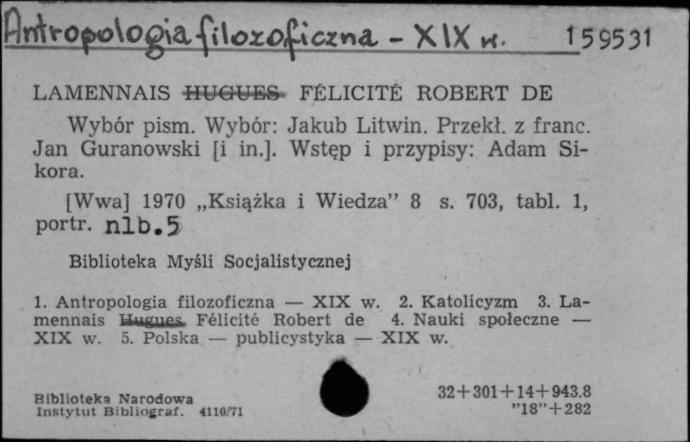 Antropologia filozoficzna - XIX w. 159531
LAMENNAIS HUGUES FÉLICITÉ ROBERT DE
Wybór pism. Wybór: Jakub Litwin. Przekł. z franc.
Jan Guranowski [i in.]. Wstęp i przypisy: Adam Si-
kora.
[Wwa] 1970 „Książka i Wiedza” 8 s. 703, tabl. 1,
portr. nlb.5
Biblioteka Myśli Socjalistycznej
1. Antropologia filozoficzna — XIX w. 2. Katolicyzm 3. La-
mennais Hugues Félicité Robert de 4. Nauki społeczne —
XIX w. 5. Polska — publicystyka — XIX w.
Biblioteka Narodowa 32+301+14+943.8
Instytut Bibliograf. 4110/71 ”18”+282